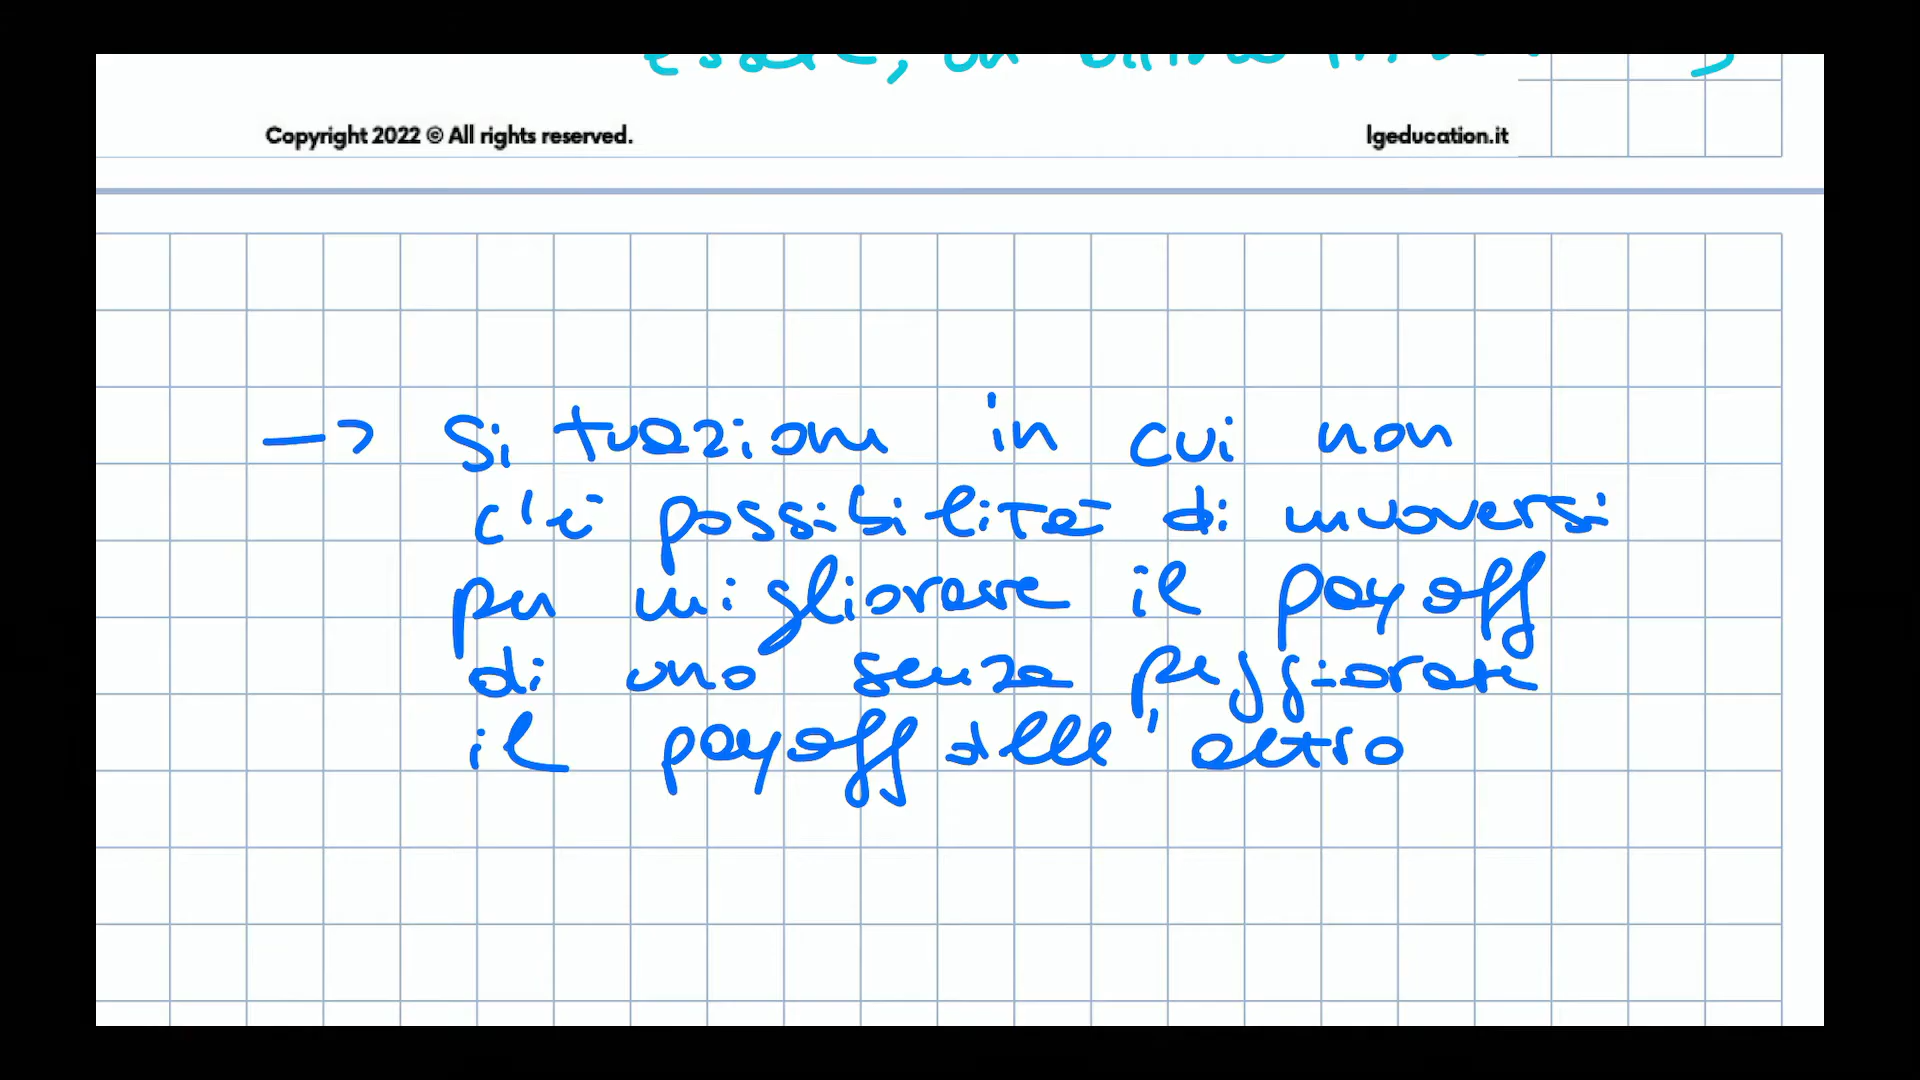 Copyright 2022 © All rights reserved.
lgeducation.it
→ Situazione in cui non
c'è possibilità di muoversi
per migliorare il payoff
di uno senza peggiorare
il payoff dell'altro